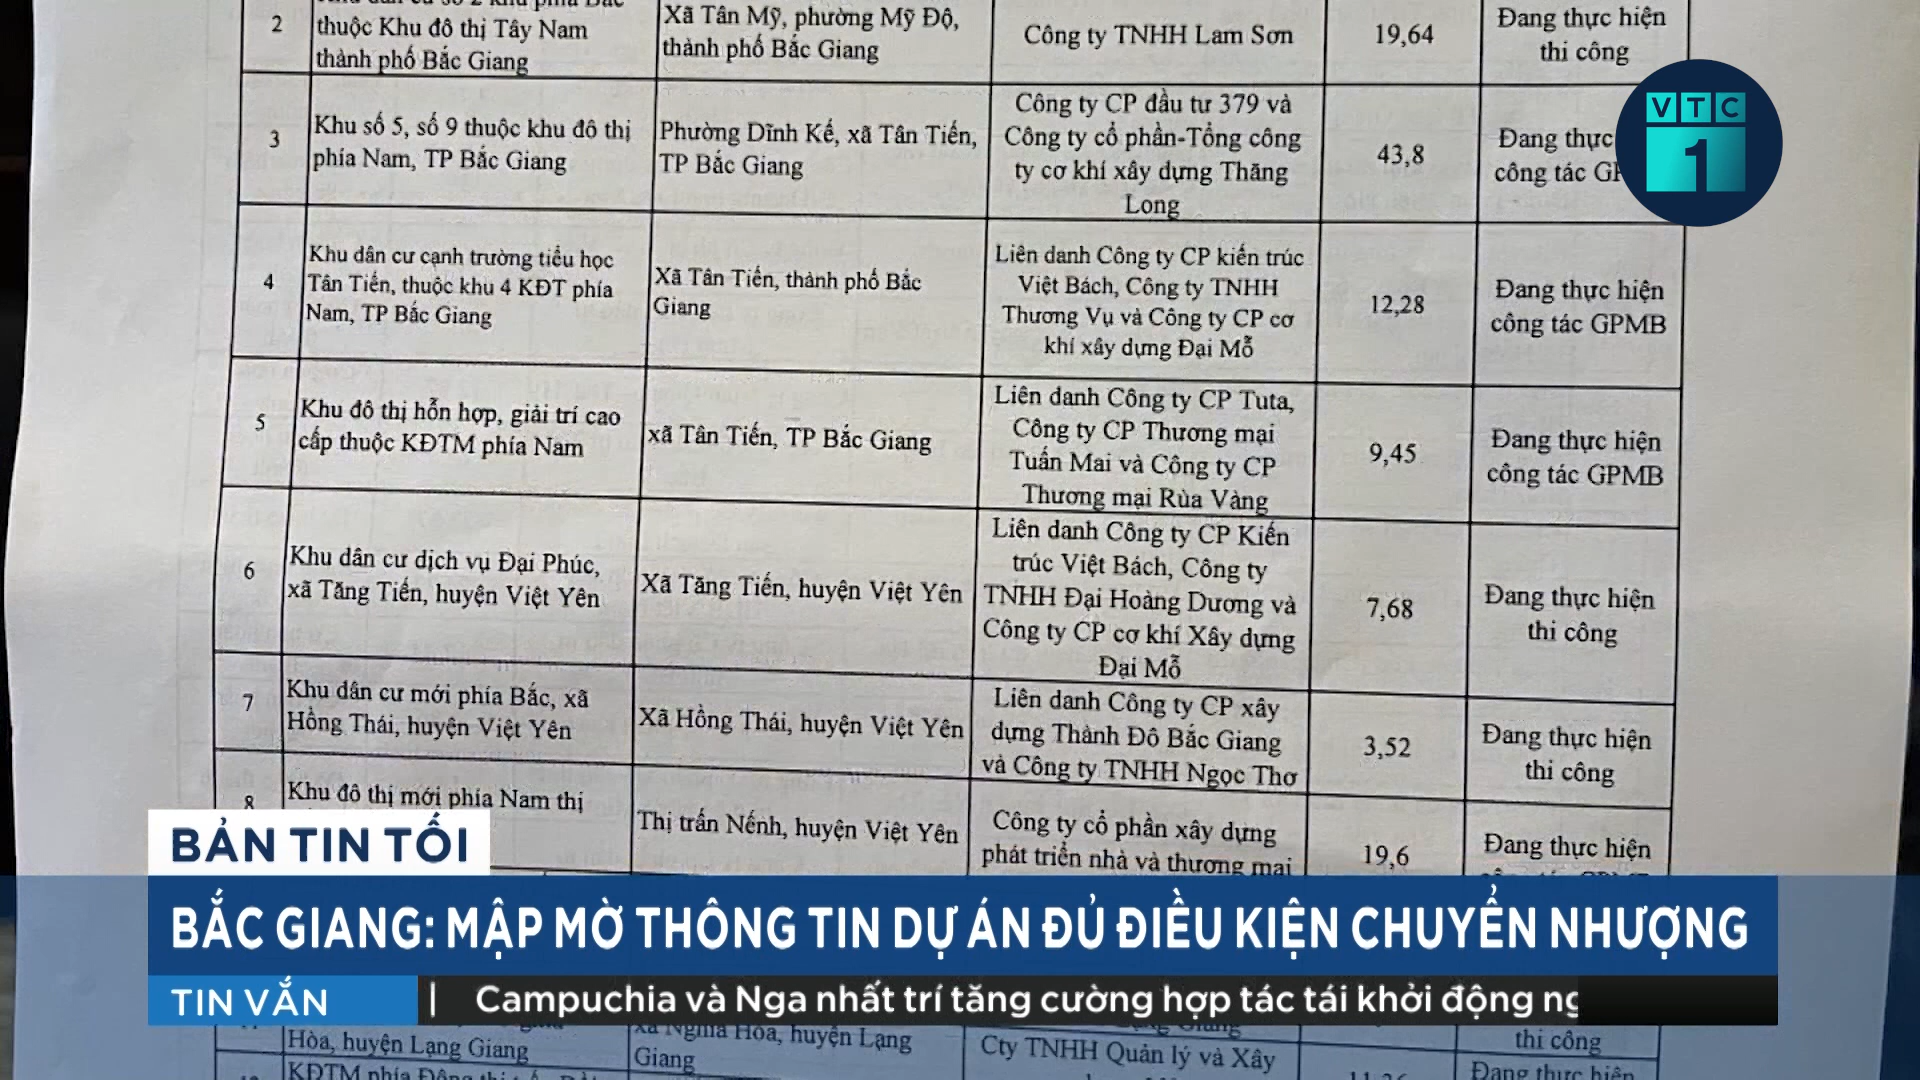 2
thuộc Khu đô thị Tây Nam
thành phố Bắc Giang
Xã Tân Mỹ, phường Mỹ Độ,
thành phố Bắc Giang
Công ty TNHH Lam Sơn
19,64
Đang thực hiện
thi công
VTC
1
3
Khu số 5, số 9 thuộc khu đô thị
phía Nam, TP Bắc Giang
Phường Dĩnh Kế, xã Tân Tiến,
TP Bắc Giang
Công ty CP đầu tư 379 và
Công ty cổ phần-Tổng công
ty cơ khí xây dựng Thăng
Long
43,8
Đang thực
công tác
4
Khu dân cư cạnh trường tiểu học
Tân Tiến, thuộc khu 4 KĐT phía
Nam, TP Bắc Giang
Xã Tân Tiến, thành phố Bắc
Giang
Liên danh Công ty CP kiến trúc
Việt Bách, Công ty TNHH
Thương Vụ và Công ty CP cơ
khí xây dựng Đại Mỗ
12,28
Đang thực hiện
công tác GPMB
5
Khu đô thị hỗn hợp, giải trí cao
cấp thuộc KĐTM phía Nam
xã Tân Tiến, TP Bắc Giang
Liên danh Công ty CP Tuta,
Công ty CP Thương mại
Tuấn Mai và Công ty CP
Thương mại Rùa Vàng
9,45
Đang thực hiện
công tác GPMB
6
Khu dân cư dịch vụ Đại Phúc,
xã Tăng Tiến, huyện Việt Yên
Xã Tăng Tiến, huyện Việt Yên
Liên danh Công ty CP Kiến
trúc Việt Bách, Công ty
TNHH Đại Hoàng Dương và
Công ty CP cơ khí Xây dựng
Đại Mỗ
7,68
Đang thực hiện
thi công
7
Khu dân cư mới phía Bắc, xã
Hồng Thái, huyện Việt Yên
Xã Hồng Thái, huyện Việt Yên
Liên danh Công ty CP xây
dựng Thành Đô Bắc Giang
và Công ty TNHH Ngọc Thơ
3,52
Đang thực hiện
thi công
8
Khu đô thị mới phía Nam thị
Thị trấn Nếnh, huyện Việt Yên
Công ty cổ phần xây dựng
phát triển nhà và thương mại
19,6
Đang thực hiện
BẢN TIN TỐI
BẮC GIANG: MẬP MỜ THÔNG TIN DỰ ÁN ĐỦ ĐIỀU KIỆN CHUYỂN NHƯỢNG
TIN VẮN | Campuchia và Nga nhất trí tăng cường hợp tác tái khởi động
Hòa, huyện Lạng Giang
xã Nghĩa Hòa, huyện Lạng
Giang
Giang
Cty TNHH Quản lý và Xây
thi công
KĐTM phía Đông thị
Đang thực hiện